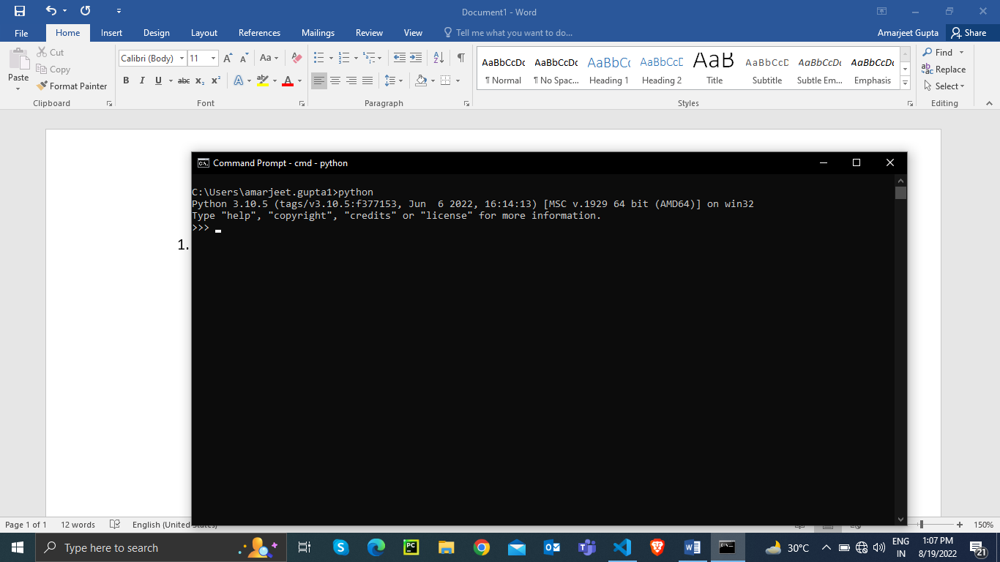 Document1 - Word
File Home Insert Design Layout References Mailings Review View Tell me what you want to do... Amarjeet Gupta Share
Paste
Cut
Copy
Format Painter
Calibri (Body) 11 Aa
B I U abc x₂ x² A aby A
AaBbCcDc AaBbCcDc AaBbCc AaBbCcD AaB AaBbCcD AaBbCcDc AaBbCcDc
¶ Normal ¶ No Spac... Heading 1 Heading 2 Title Subtitle Subtle Em... Emphasis
Find
Replace
Select
Clipboard Font Paragraph Styles Editing
Command Prompt - cmd - python
C:\Users\amarjeet.gupta1>python
Python 3.10.5 (tags/v3.10.5:f377153, Jun  6 2022, 16:14:13) [MSC v.1929 64 bit (AMD64)] on win32
Type "help", "copyright", "credits" or "license" for more information.
>>>
1.
Page 1 of 1 12 words English (United States) 150%
Type here to search 30°C ENG 1:07 PM
IN 8/19/2022 21